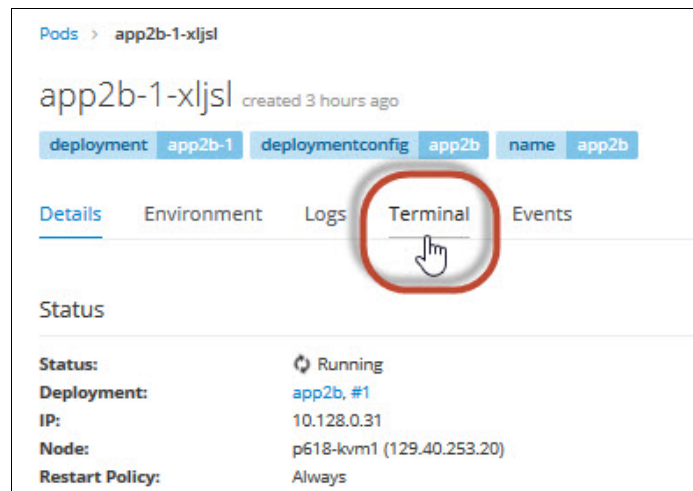 Pods > app2b-1-xljsl
app2b-1-xljsl created 3 hours ago
deployment app2b-1 deploymentconfig app2b name app2b
Details Environment Logs Terminal Events
Status
Status: Running
Deployment: app2b, #1
IP: 10.128.0.31
Node: p618-kvm1 (129.40.253.20)
Restart Policy: Always